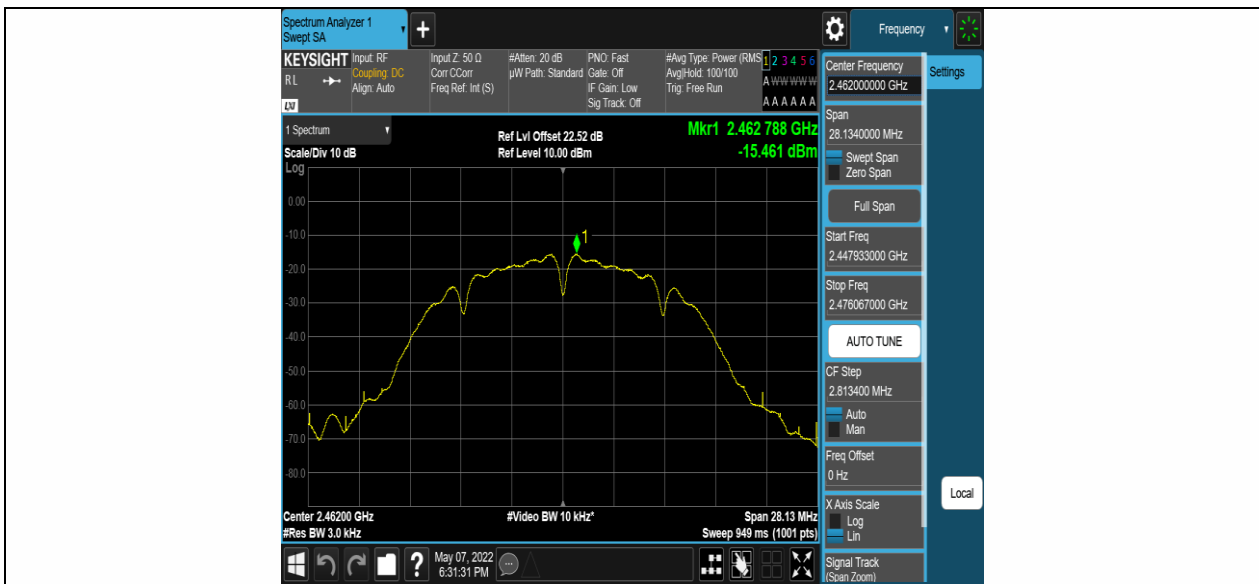 Spectrum Analyzer 1
Swept SA
+
Frequency
KEYSIGHT
RL
LXI
Input: RF
Coupling: DC
Align: Auto
Input Z: 50 Ω
Corr CCorr
Freq Ref: Int (S)
#Atten: 20 dB
µW Path: Standard
PNO: Fast
Gate: Off
IF Gain: Low
Sig Track: Off
#Avg Type: Power (RMS
Avg|Hold: 100/100
Trig: Free Run
1 2 3 4 5 6
A W W W W W
A A A A A A
1 Spectrum
Scale/Div 10 dB
Log
Ref Lvl Offset 22.52 dB
Ref Level 10.00 dBm
Mkr1 2.462 788 GHz
-15.461 dBm
0.00
-10.0
-20.0
-30.0
-40.0
-50.0
-60.0
-70.0
-80.0
1
Center 2.46200 GHz
#Res BW 3.0 kHz
#Video BW 10 kHz*
Span 28.13 MHz
Sweep 949 ms (1001 pts)
Center Frequency
2.462000000 GHz
Settings
Span
28.1340000 MHz
Swept Span
Zero Span
Full Span
Start Freq
2.447933000 GHz
Stop Freq
2.476067000 GHz
AUTO TUNE
CF Step
2.813400 MHz
Auto
Man
Freq Offset
0 Hz
X Axis Scale
Log
Lin
Local
Signal Track
(Span Zoom)
?
May 07, 2022
6:31:31 PM